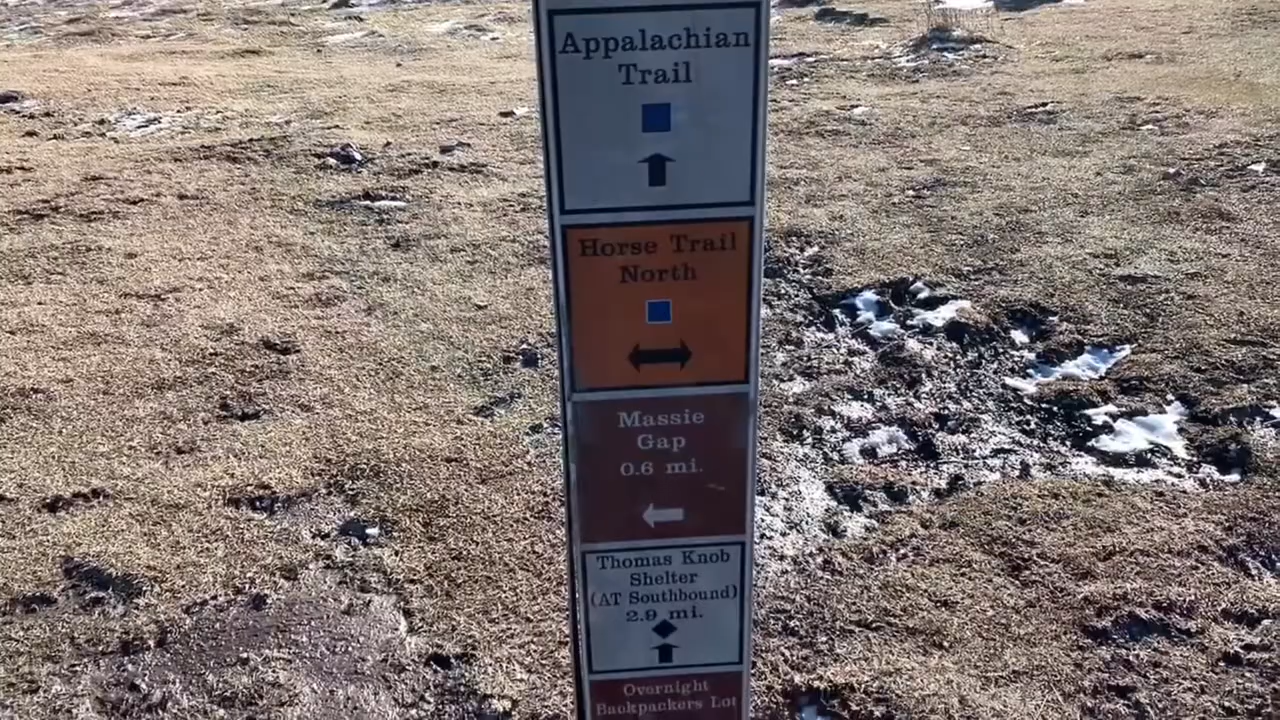 Appalachian
Trail
Horse Trail
North
Massie
Gap
0.6 mi.
Thomas Knob
Shelter
(AT Southbound)
2.9 mi.
Overnight
Backpackers Lot